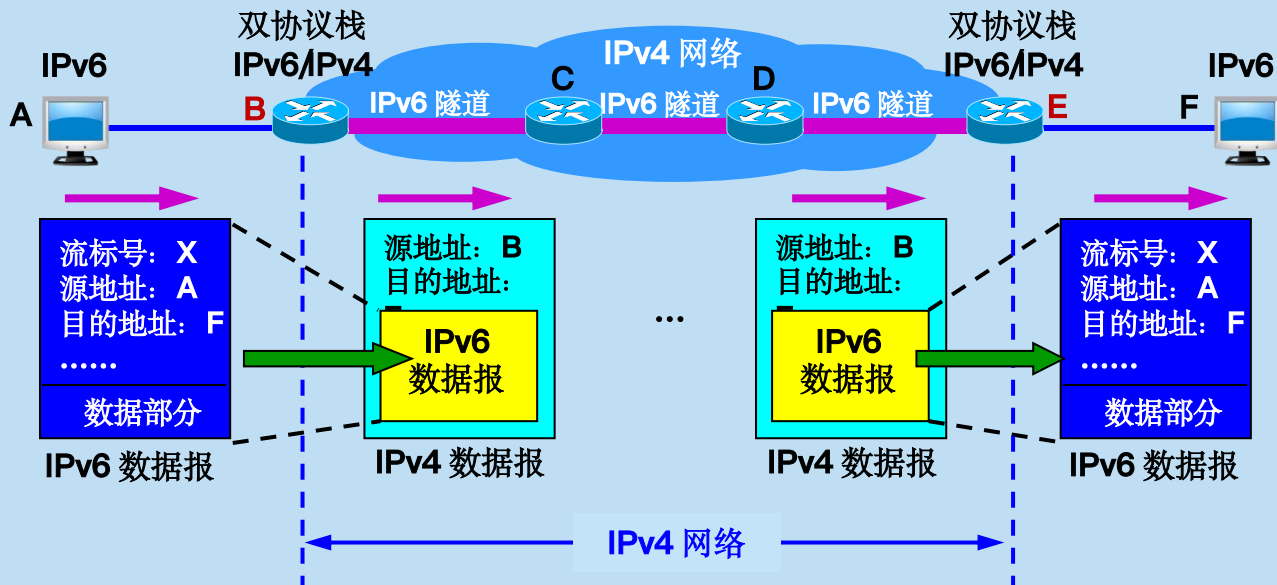 双协议栈
IPv6/IPv4
双协议栈
IPv6/IPv4
IPv6
IPv4 网络
IPv6
A
B
C
D
E
F
IPv6 隧道
IPv6 隧道
IPv6 隧道
流标号：X
源地址：A
目的地址：F
......
数据部分
IPv6 数据报
源地址：B
目的地址：
IPv6
数据报
IPv4 数据报
...
源地址：B
目的地址：
IPv6
数据报
IPv4 数据报
流标号：X
源地址：A
目的地址：F
......
数据部分
IPv6 数据报
IPv4 网络